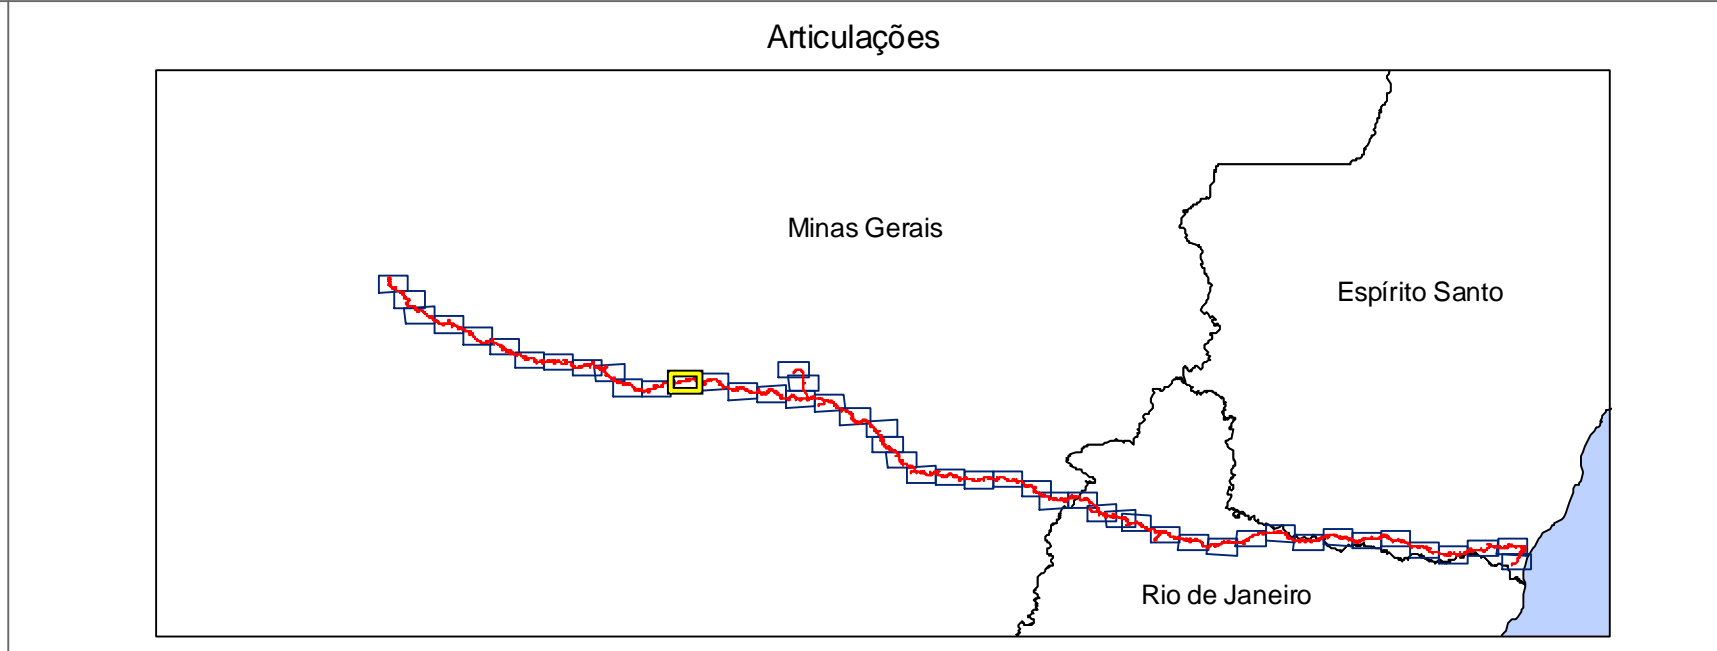 Articulações
Minas Gerais
Espírito Santo
Rio de Janeiro